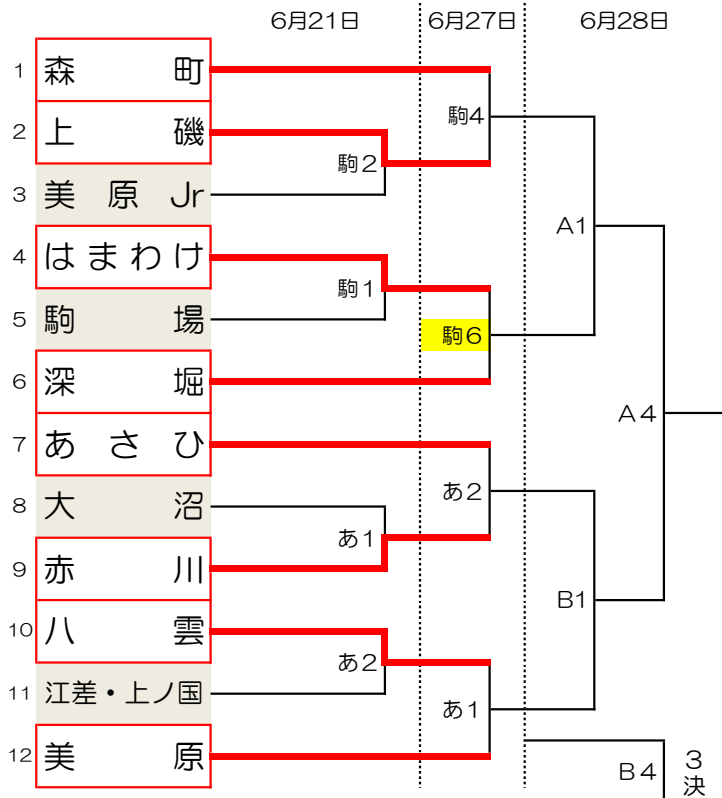 6月21日 6月27日 6月28日
1 森町
駒4
2 上磯
駒2
3 美原Jr
A1
4 はまわけ
駒1
5 駒場
駒6
6 深堀
A4
7 あさひ
あ2
8 大沼
あ1
9 赤川
B1
10 八雲
あ2
11 江差・上ノ国
あ1
12 美原
B4
3決